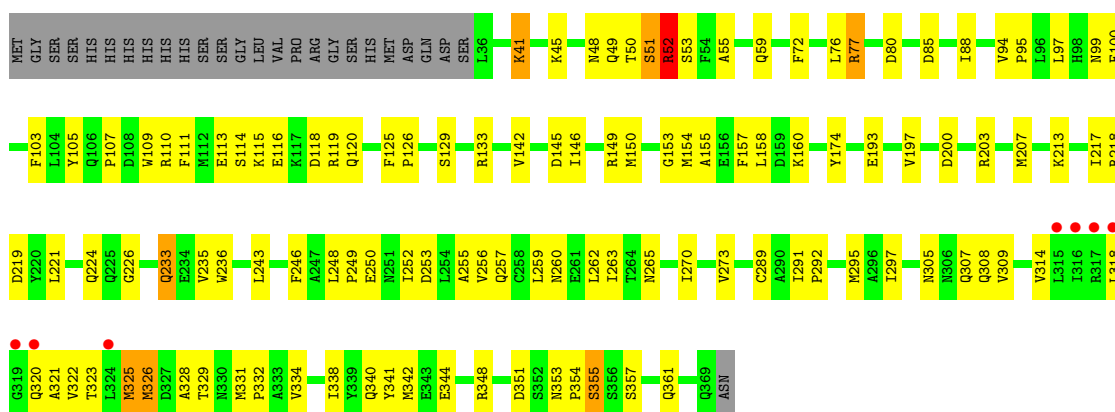 MET GLY SER SER HIS HIS HIS HIS HIS HIS SER SER GLY LEU VAL PRO ARG GLY SER HIS MET ASP GLN ASP SER L36 K41 K45 N48 Q49 T50 S51 R52 S53 F54 A55 Q59 F72 L76 R77 D80 D85 I88 V94 P95 L96 L97 H98 N99
F103 L104 Y105 Q106 P107 D108 W109 R110 F111 M112 E113 S114 K115 E116 K117 D118 R119 Q120 F125 P126 S129 R133 V142 D145 I146 R149 M150 G153 M154 A155 E156 F157 L158 D159 K160 Y174 E193 V197 D200 R203 M207 K213 I217
D219 Y220 L221 Q224 Q225 G226 Q233 E234 V235 W236 L243 F246 A247 L248 P249 E250 N251 I252 D253 L254 A255 V256 Q257 C258 L259 N260 E261 L262 I263 T264 N265 I270 V273 C289 A290 I291 P292 M295 A296 I297 N305 N306 Q307 Q308 V309 V314 L315 I316 R317 L318
G319 Q320 A321 V322 T323 L324 M325 M326 D327 A328 T329 N330 M331 P332 A333 V334 I338 Y339 Q340 Y341 M342 E343 E344 R348 D351 S352 N353 P354 S355 S356 S357 Q361 Q369 ASN